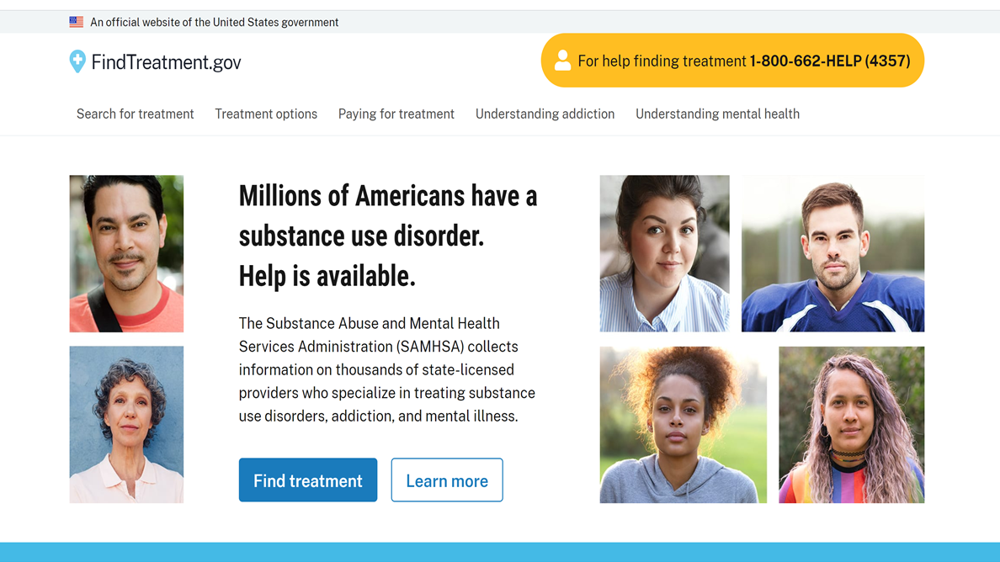 An official website of the United States government
FindTreatment.gov
For help finding treatment 1-800-662-HELP (4357)
Search for treatment Treatment options Paying for treatment Understanding addiction Understanding mental health
Millions of Americans have a
substance use disorder.
Help is available.
The Substance Abuse and Mental Health
Services Administration (SAMHSA) collects
information on thousands of state-licensed
providers who specialize in treating substance
use disorders, addiction, and mental illness.
Find treatment Learn more